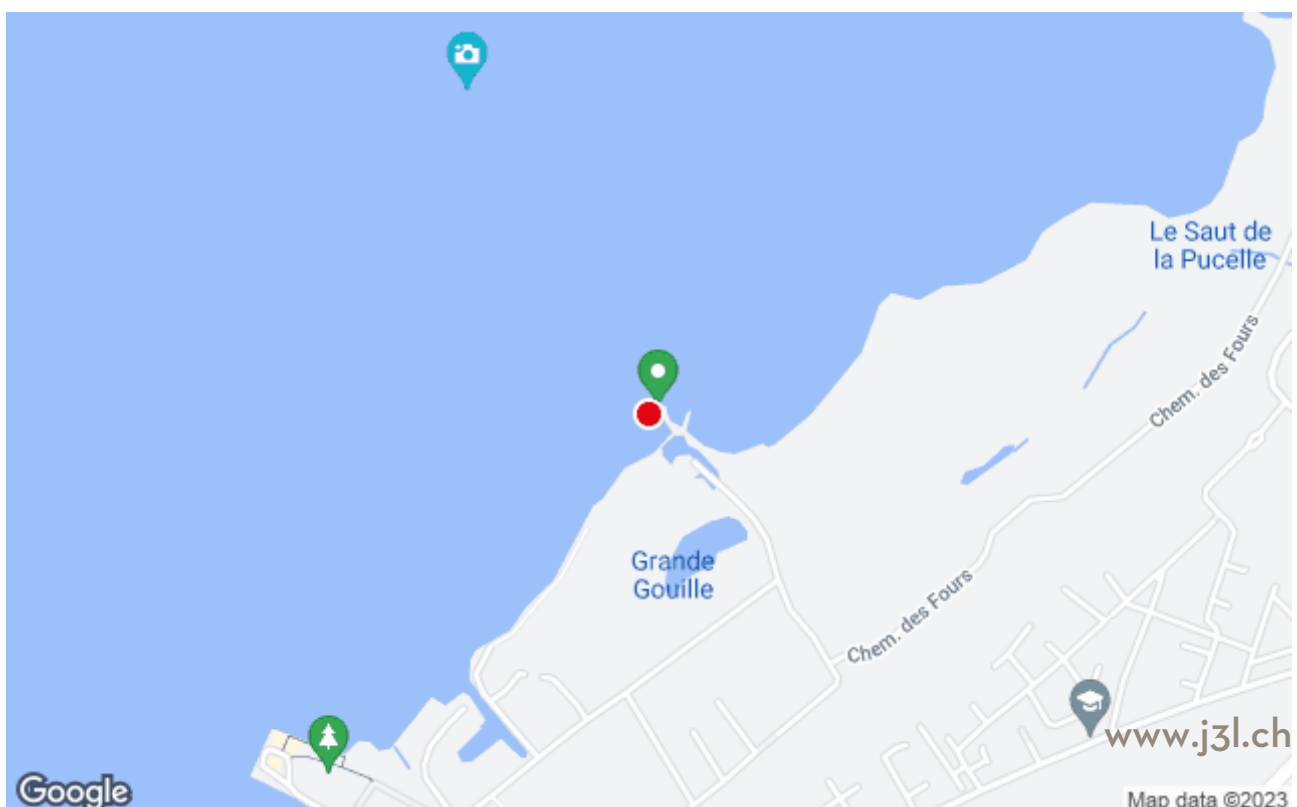 Le Saut de
la Pucelle
Chem. des Fours
Grande
Gouille
Chem. des Fours
www.j3l.ch
Google
Map data ©2023